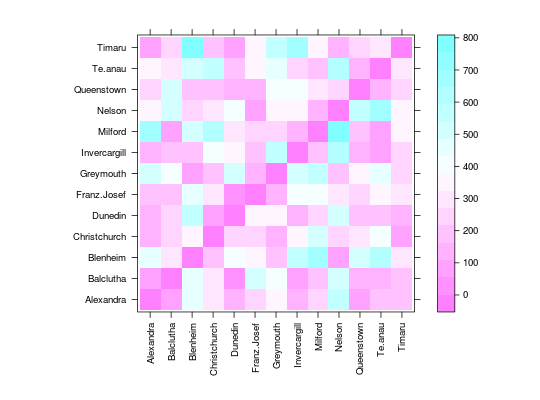 Timaru
Te.anau
Queenstown
Nelson
Milford
Invercargill
Greymouth
Franz.Josef
Dunedin
Christchurch
Blenheim
Balclutha
Alexandra
Alexandra
Balclutha
Blenheim
Christchurch
Dunedin
Franz.Josef
Greymouth
Invercargill
Milford
Nelson
Queenstown
Te.anau
Timaru
800
700
600
500
400
300
200
100
0